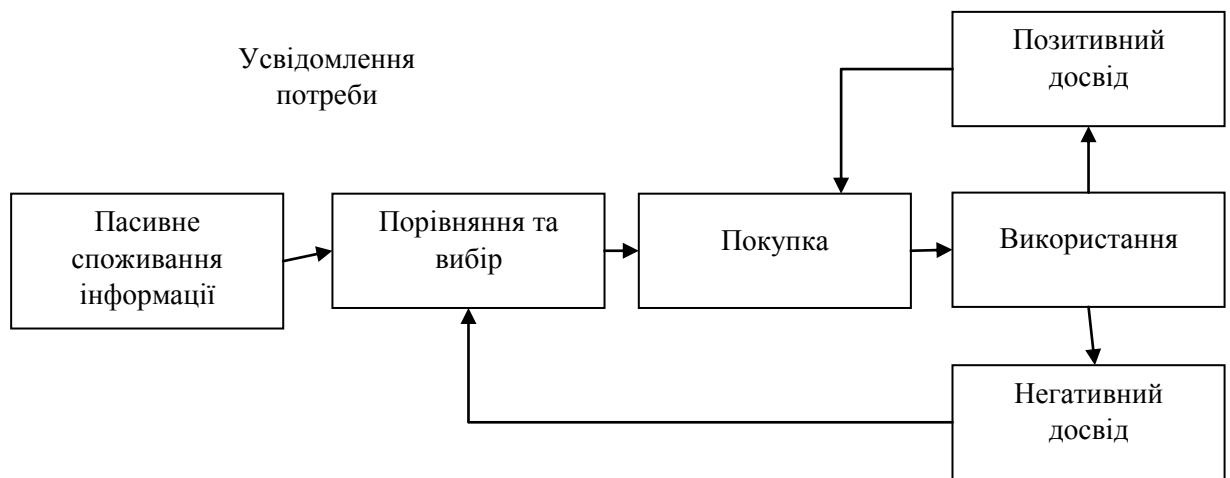 Усвідомлення
потреби
Позитивний
досвід
Пасивне
споживання
інформації
Порівняння та
вибір
Покупка
Використання
Негативний
досвід